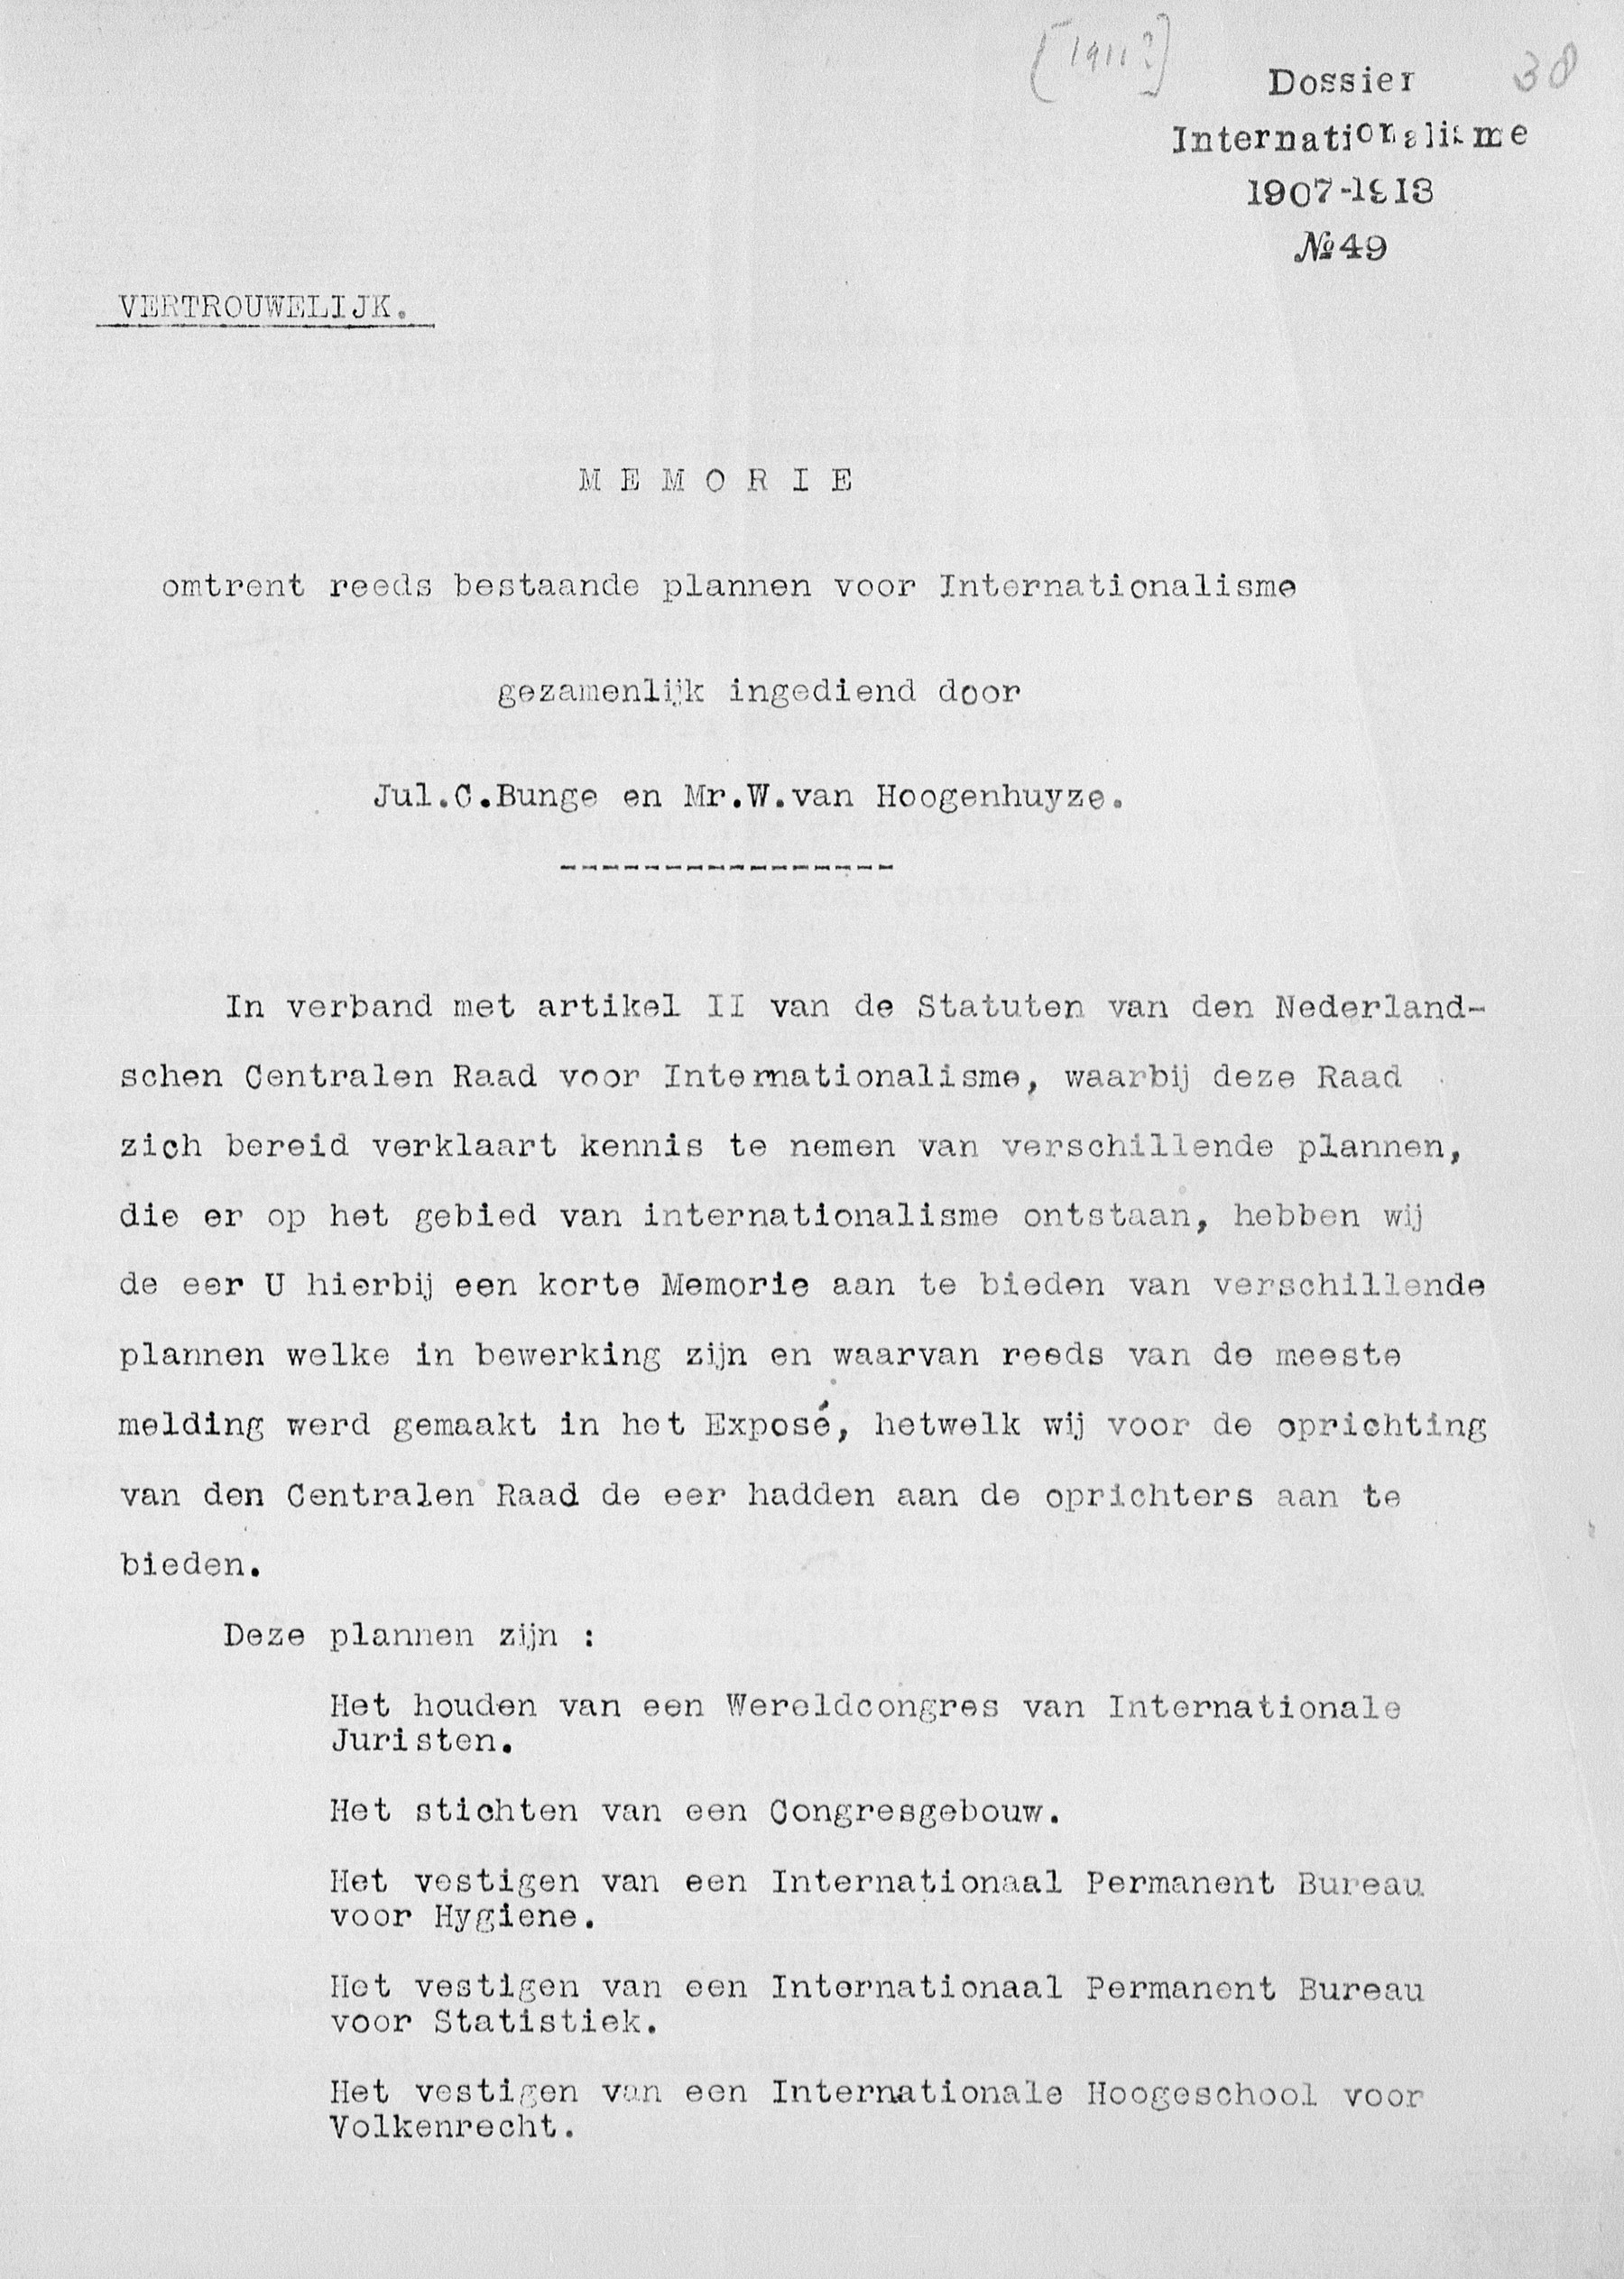 [1911?]
Dossier 38
Internationalisme
1907-1913
№ 49
VERTROUWELIJK.
M E M O R I E
omtrent reeds bestaande plannen voor Internationalisme
gezamenlijk ingediend door
Jul.C.Bunge en Mr.W.van Hoogenhuyze.
----------------
In verband met artikel II van de Statuten van den Nederland-
schen Centralen Raad voor Internationalisme, waarbij deze Raad
zich bereid verklaart kennis te nemen van verschillende plannen,
die er op het gebied van internationalisme ontstaan, hebben wij
de eer U hierbij een korte Memorie aan te bieden van verschillende
plannen welke in bewerking zijn en waarvan reeds van de meeste
melding werd gemaakt in het Exposé, hetwelk wij voor de oprichting
van den Centralen Raad de eer hadden aan de oprichters aan te
bieden.
Deze plannen zijn :
Het houden van een Wereldcongres van Internationale
Juristen.
Het stichten van een Congresgebouw.
Het vestigen van een Internationaal Permanent Bureau
voor Hygiene.
Het vestigen van een Internationaal Permanent Bureau
voor Statistiek.
Het vestigen van een Internationale Hoogeschool voor
Volkenrecht.